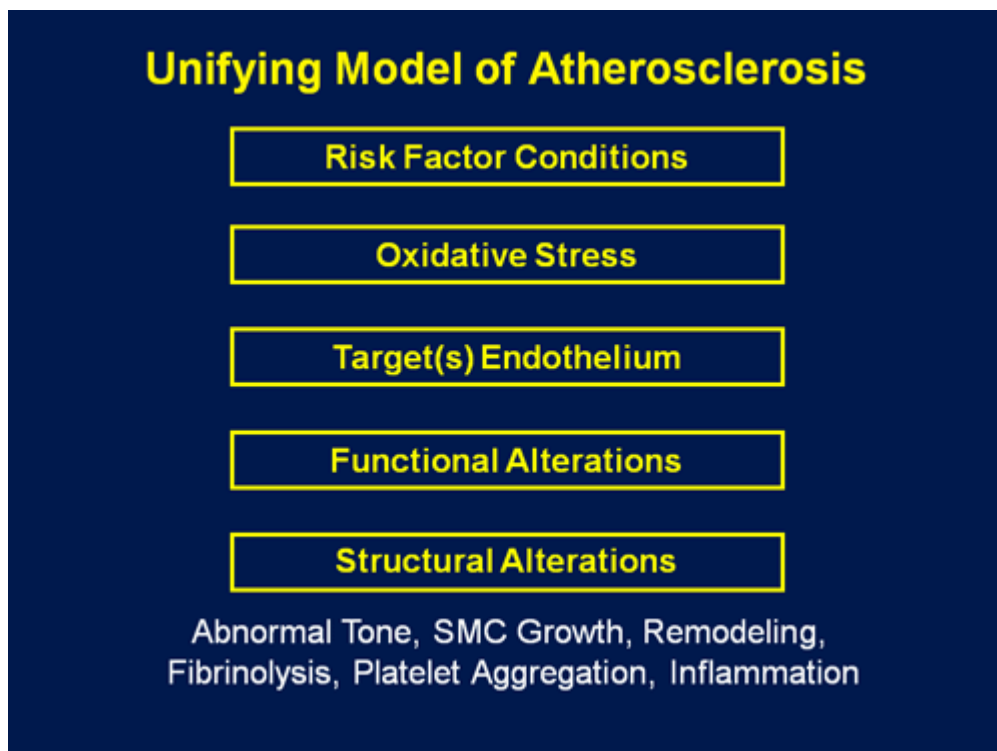 Unifying Model of Atherosclerosis
Risk Factor Conditions
Oxidative Stress
Target(s) Endothelium
Functional Alterations
Structural Alterations
Abnormal Tone, SMC Growth, Remodeling,
Fibrinolysis, Platelet Aggregation, Inflammation